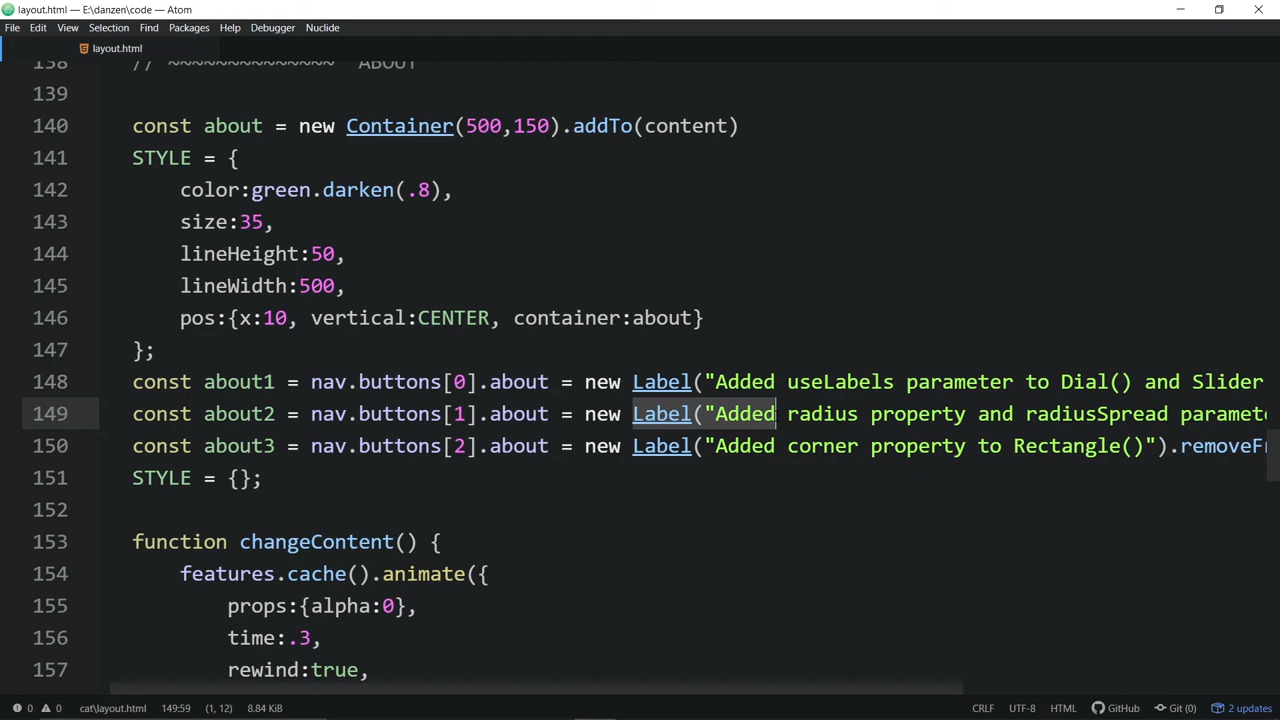 layout.html — E:\danzen\code — Atom
File Edit View Selection Find Packages Help Debugger Nuclide
layout.html
138 // ~~~~~~~~~~~~~~ ABOUT
139
140 const about = new Container(500,150).addTo(content)
141 STYLE = {
142 color:green.darken(.8),
143 size:35,
144 lineHeight:50,
145 lineWidth:500,
146 pos:{x:10, vertical:CENTER, container:about}
147 };
148 const about1 = nav.buttons[0].about = new Label("Added useLabels parameter to Dial() and Slider
149 const about2 = nav.buttons[1].about = new Label("Added radius property and radiusSpread paramete
150 const about3 = nav.buttons[2].about = new Label("Added corner property to Rectangle()").removeFr
151 STYLE = {};
152
153 function changeContent() {
154 features.cache().animate({
155 props:{alpha:0},
156 time:.3,
157 rewind:true,
0 0 cat\layout.html 149:59 (1, 12) 8.84 KiB CRLF UTF-8 HTML GitHub Git (0) 2 updates